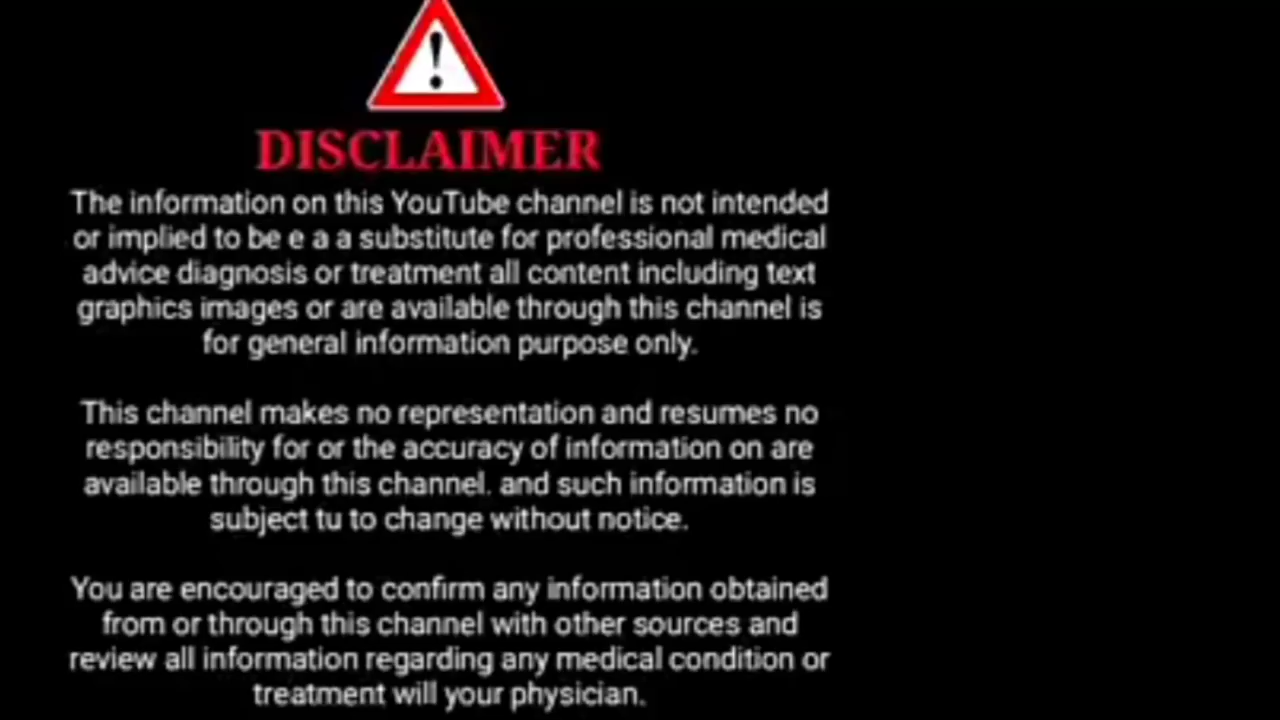 !
DISCLAIMER
The information on this YouTube channel is not intended
or implied to be e a a substitute for professional medical
advice diagnosis or treatment all content including text
graphics images or are available through this channel is
for general information purpose only.
This channel makes no representation and resumes no
responsibility for or the accuracy of information on are
available through this channel. and such information is
subject tu to change without notice.
You are encouraged to confirm any information obtained
from or through this channel with other sources and
review all information regarding any medical condition or
treatment will your physician.